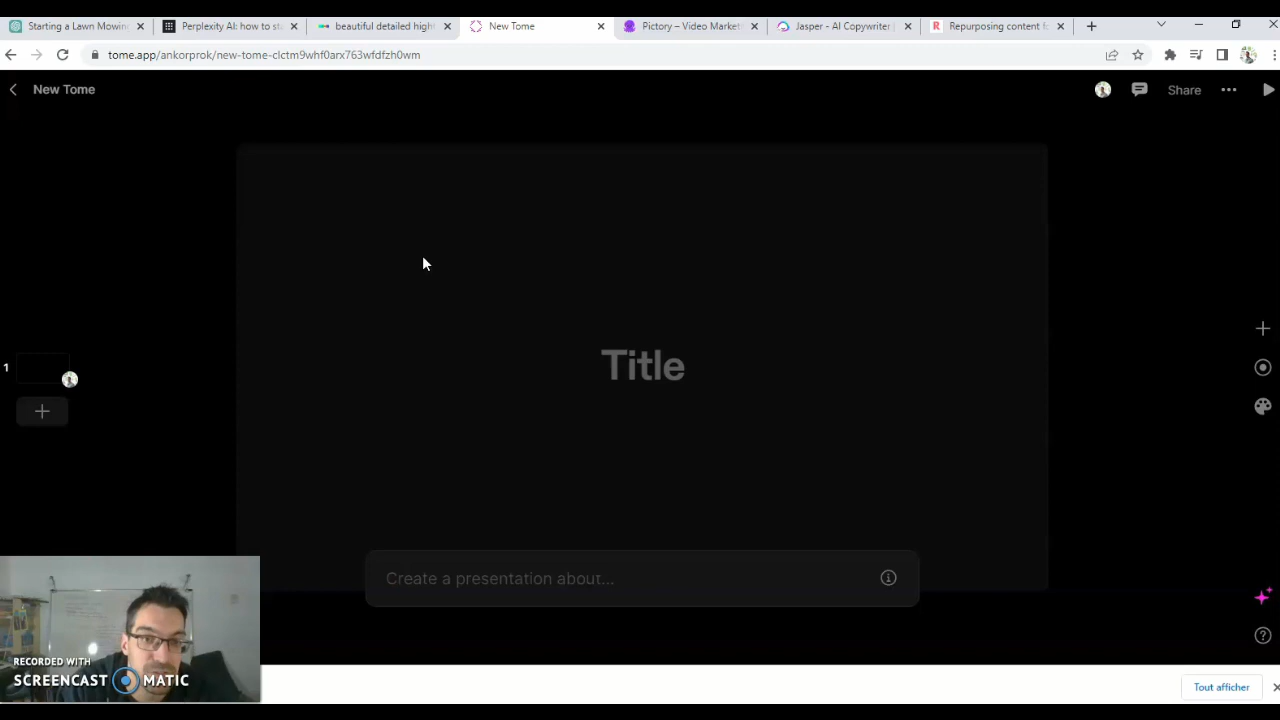 Starting a Lawn Mowing
Perplexity AI: how to st
beautiful detailed high
New Tome
Pictory – Video Market
Jasper - AI Copywriter |
Repurposing content f
tome.app/ankorprok/new-tome-clctm9whf0arx763wfdfzh0wm
New Tome
Share
Title
1
Create a presentation about...
RECORDED WITH
SCREENCAST MATIC
Tout afficher